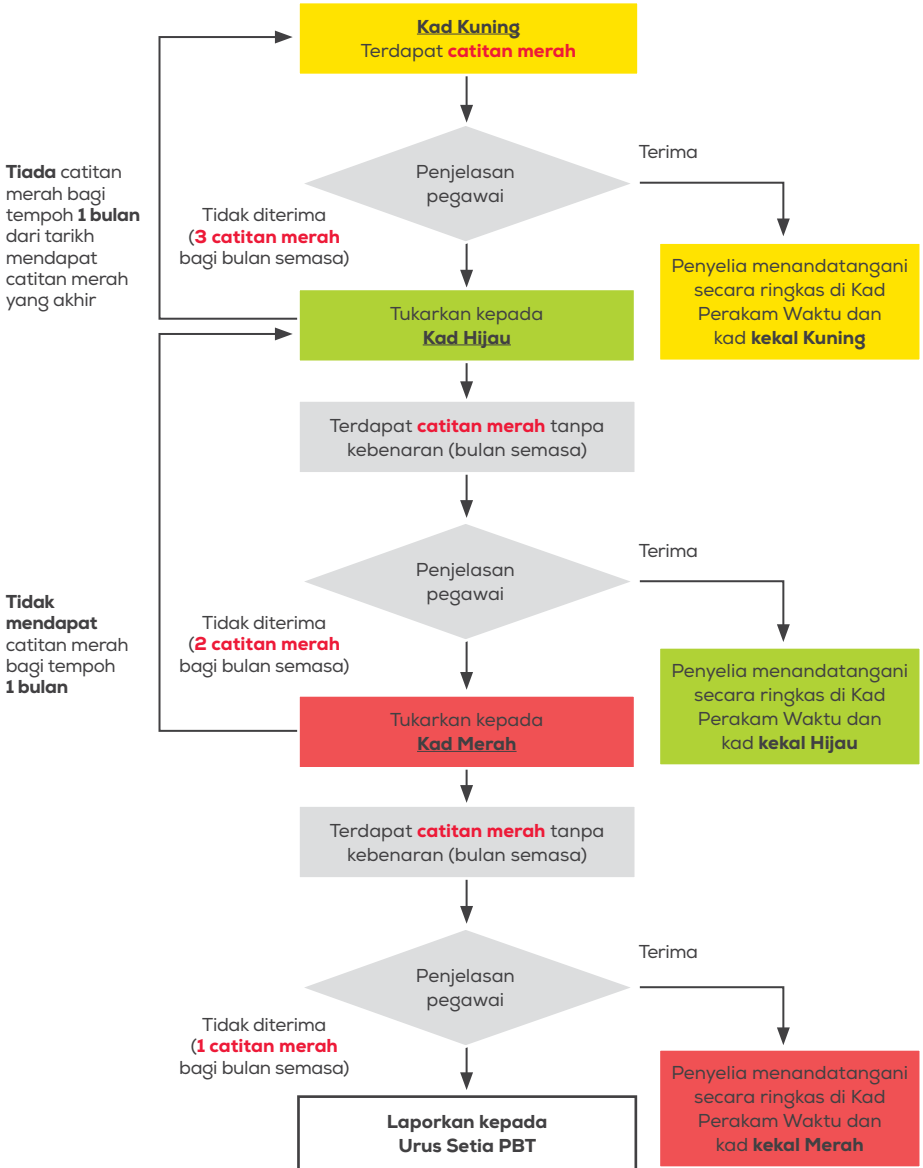 Kad Kuning
Terdapat catitan merah
Penjelasan
pegawai
Terima
Tiada catitan
merah bagi
tempoh 1 bulan
dari tarikh
mendapat
catitan merah
yang akhir
Tidak diterima
(3 catitan merah
bagi bulan semasa)
Penyelia menandatangani
secara ringkas di Kad
Perakam Waktu dan
kad kekal Kuning
Tukarkan kepada
Kad Hijau
Terdapat catitan merah tanpa
kebenaran (bulan semasa)
Penjelasan
pegawai
Terima
Tidak
mendapat
catitan merah
bagi tempoh
1 bulan
Tidak diterima
(2 catitan merah
bagi bulan semasa)
Penyelia menandatangani
secara ringkas di Kad
Perakam Waktu dan
kad kekal Hijau
Tukarkan kepada
Kad Merah
Terdapat catitan merah tanpa
kebenaran (bulan semasa)
Penjelasan
pegawai
Terima
Tidak diterima
(1 catitan merah
bagi bulan semasa)
Penyelia menandatangani
secara ringkas di Kad
Perakam Waktu dan
kad kekal Merah
Laporkan kepada
Urus Setia PBT